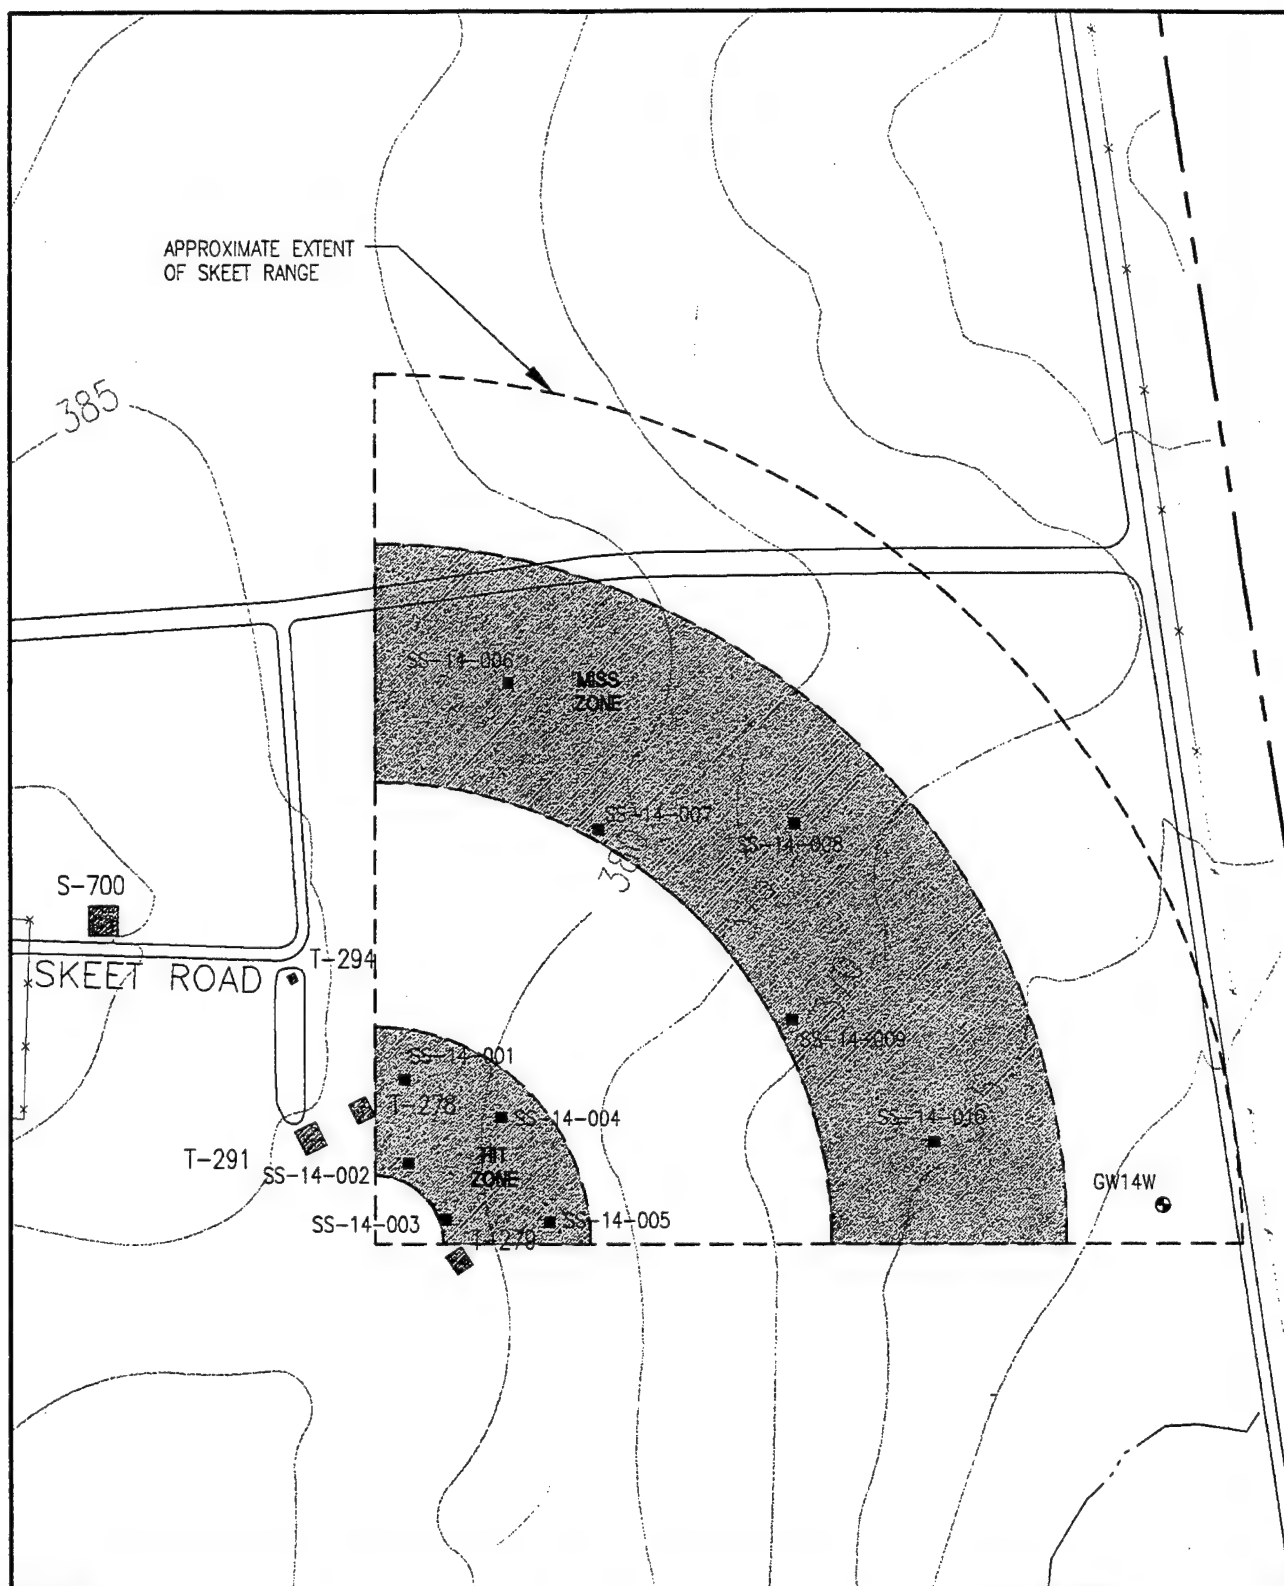 APPROXIMATE EXTENT
OF SKEET RANGE
385
SS-14-006
MISS
ZONE
SS-14-007
SS-14-008
S-700
T-294
SKEET ROAD
SS-14-009
SS-14-001
T-278
SS-14-004
SS-14-010
T-291
HIT
ZONE
SS-14-002
GW14W
SS-14-003
SS-14-005
T-279